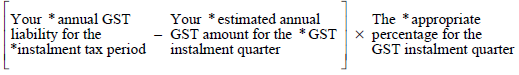 Your *annual GST liability for the *instalment tax period − Your *estimated annual GST amount for the *GST instalment quarter × The *appropriate percentage for the GST instalment quarter